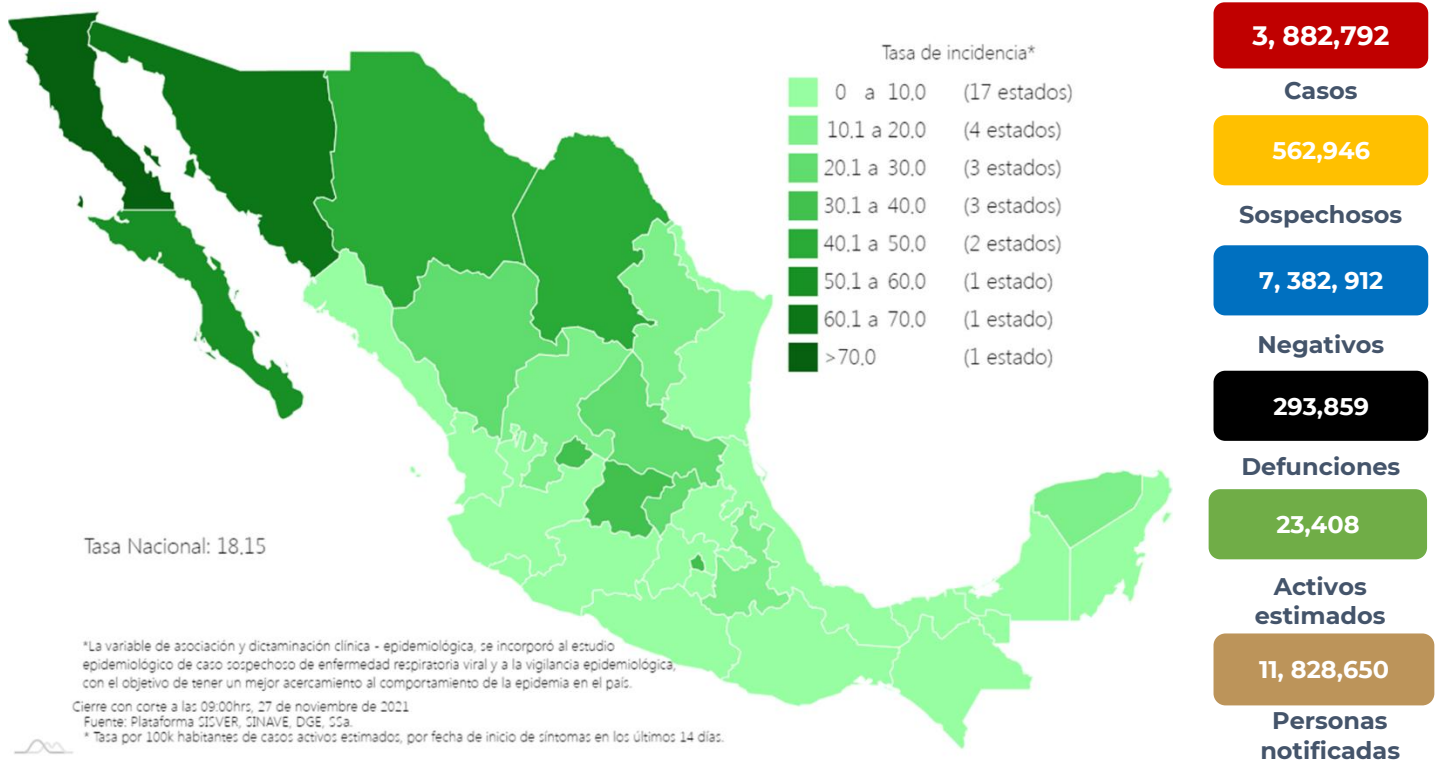 Tasa de incidencia*
0 a 10,0 (17 estados)
10,1 a 20,0 (4 estados)
20,1 a 30,0 (3 estados)
30,1 a 40,0 (3 estados)
40,1 a 50,0 (2 estados)
50,1 a 60,0 (1 estado)
60,1 a 70,0 (1 estado)
>70,0 (1 estado)
Tasa Nacional: 18,15
*La variable de asociación y dictaminación clínica - epidemiológica, se incorporó al estudio
epidemiológico de caso sospechoso de enfermedad respiratoria viral y a la vigilancia epidemiológica,
con el objetivo de tener un mejor acercamiento al comportamiento de la epidemia en el país.
Cierre con corte a las 09:00hrs, 27 de noviembre de 2021
Fuente: Plataforma SISVER, SINAVE, DGE, SSa.
* Tasa por 100k habitantes de casos activos estimados, por fecha de inicio de síntomas en los últimos 14 días.
3, 882,792
Casos
562,946
Sospechosos
7, 382, 912
Negativos
293,859
Defunciones
23,408
Activos
estimados
11, 828,650
Personas
notificadas